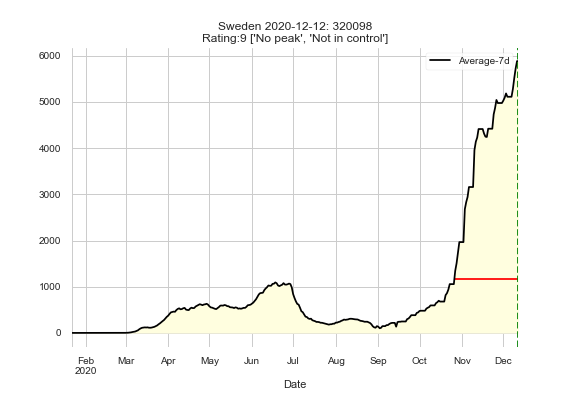 Sweden 2020-12-12: 320098
Rating:9 ['No peak', 'Not in control']
Average-7d
6000
5000
4000
3000
2000
1000
0
Feb Mar Apr May Jun Jul Aug Sep Oct Nov Dec
2020
Date